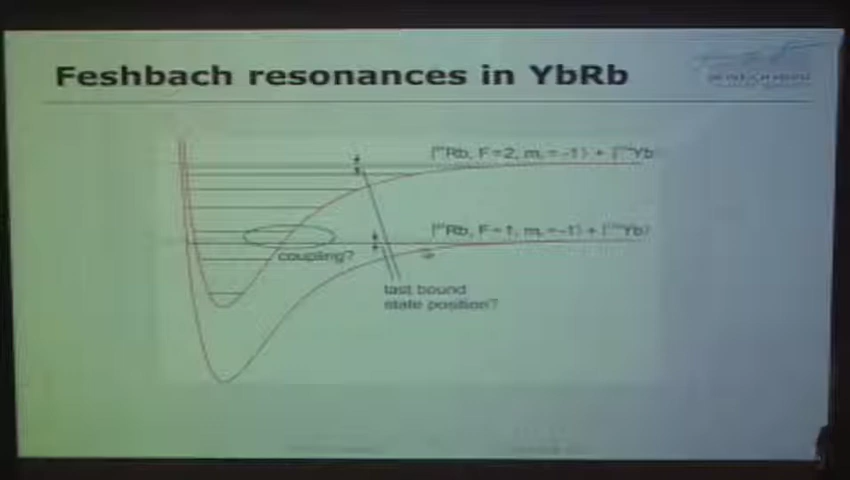 Feshbach resonances in YbRb
Rb, F=2, m = -1⟩ + Yb
Rb, F=1, m = -1⟩ + Yb⟩
coupling?
last bound
state position?